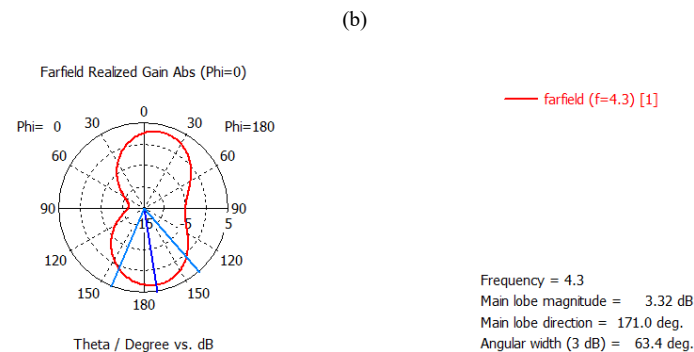 (b)
Farfield Realized Gain Abs (Phi=0)
farfield (f=4.3) [1]
0
Phi= 0 30 30 Phi=180
60 60
90 -15 -5 5 90
120 120
150 150
180
Theta / Degree vs. dB
Frequency = 4.3
Main lobe magnitude = 3.32 dB
Main lobe direction = 171.0 deg.
Angular width (3 dB) = 63.4 deg.